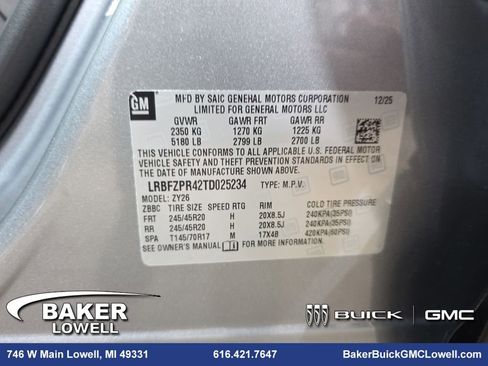 GM
MFD BY SAIC GENERAL MOTORS CORPORATION 12/25
LIMITED FOR GENERAL MOTORS LLC
GVWR GAWR FRT GAWR RR
2350 KG 1270 KG 1225 KG
5180 LB 2799 LB 2700 LB
THIS VEHICLE CONFORMS TO ALL APPLICABLE U.S. FEDERAL MOTOR
VEHICLE SAFETY, BUMPER, AND THEFT PREVENTION STANDARDS IN EFFECT ON
THE DATE OF MANUFACTURE SHOWN ABOVE.
LRBFZPR42TD025234 TYPE: M.P.V.
MODEL: ZY26
ZBBC TIRE SIZE SPEED RTG RIM COLD TIRE PRESSURE
FRT 245/45R20 H 20X8.5J 240KPA(35PSI)
RR 245/45R20 H 20X8.5J 240KPA(35PSI)
SPA T145/70R17 M 17X4B 420KPA(60PSI)
SEE OWNER'S MANUAL
BAKER
LOWELL
BUICK GMC
746 W Main Lowell, MI 49331 616.421.7647 BakerBuickGMCLowell.com